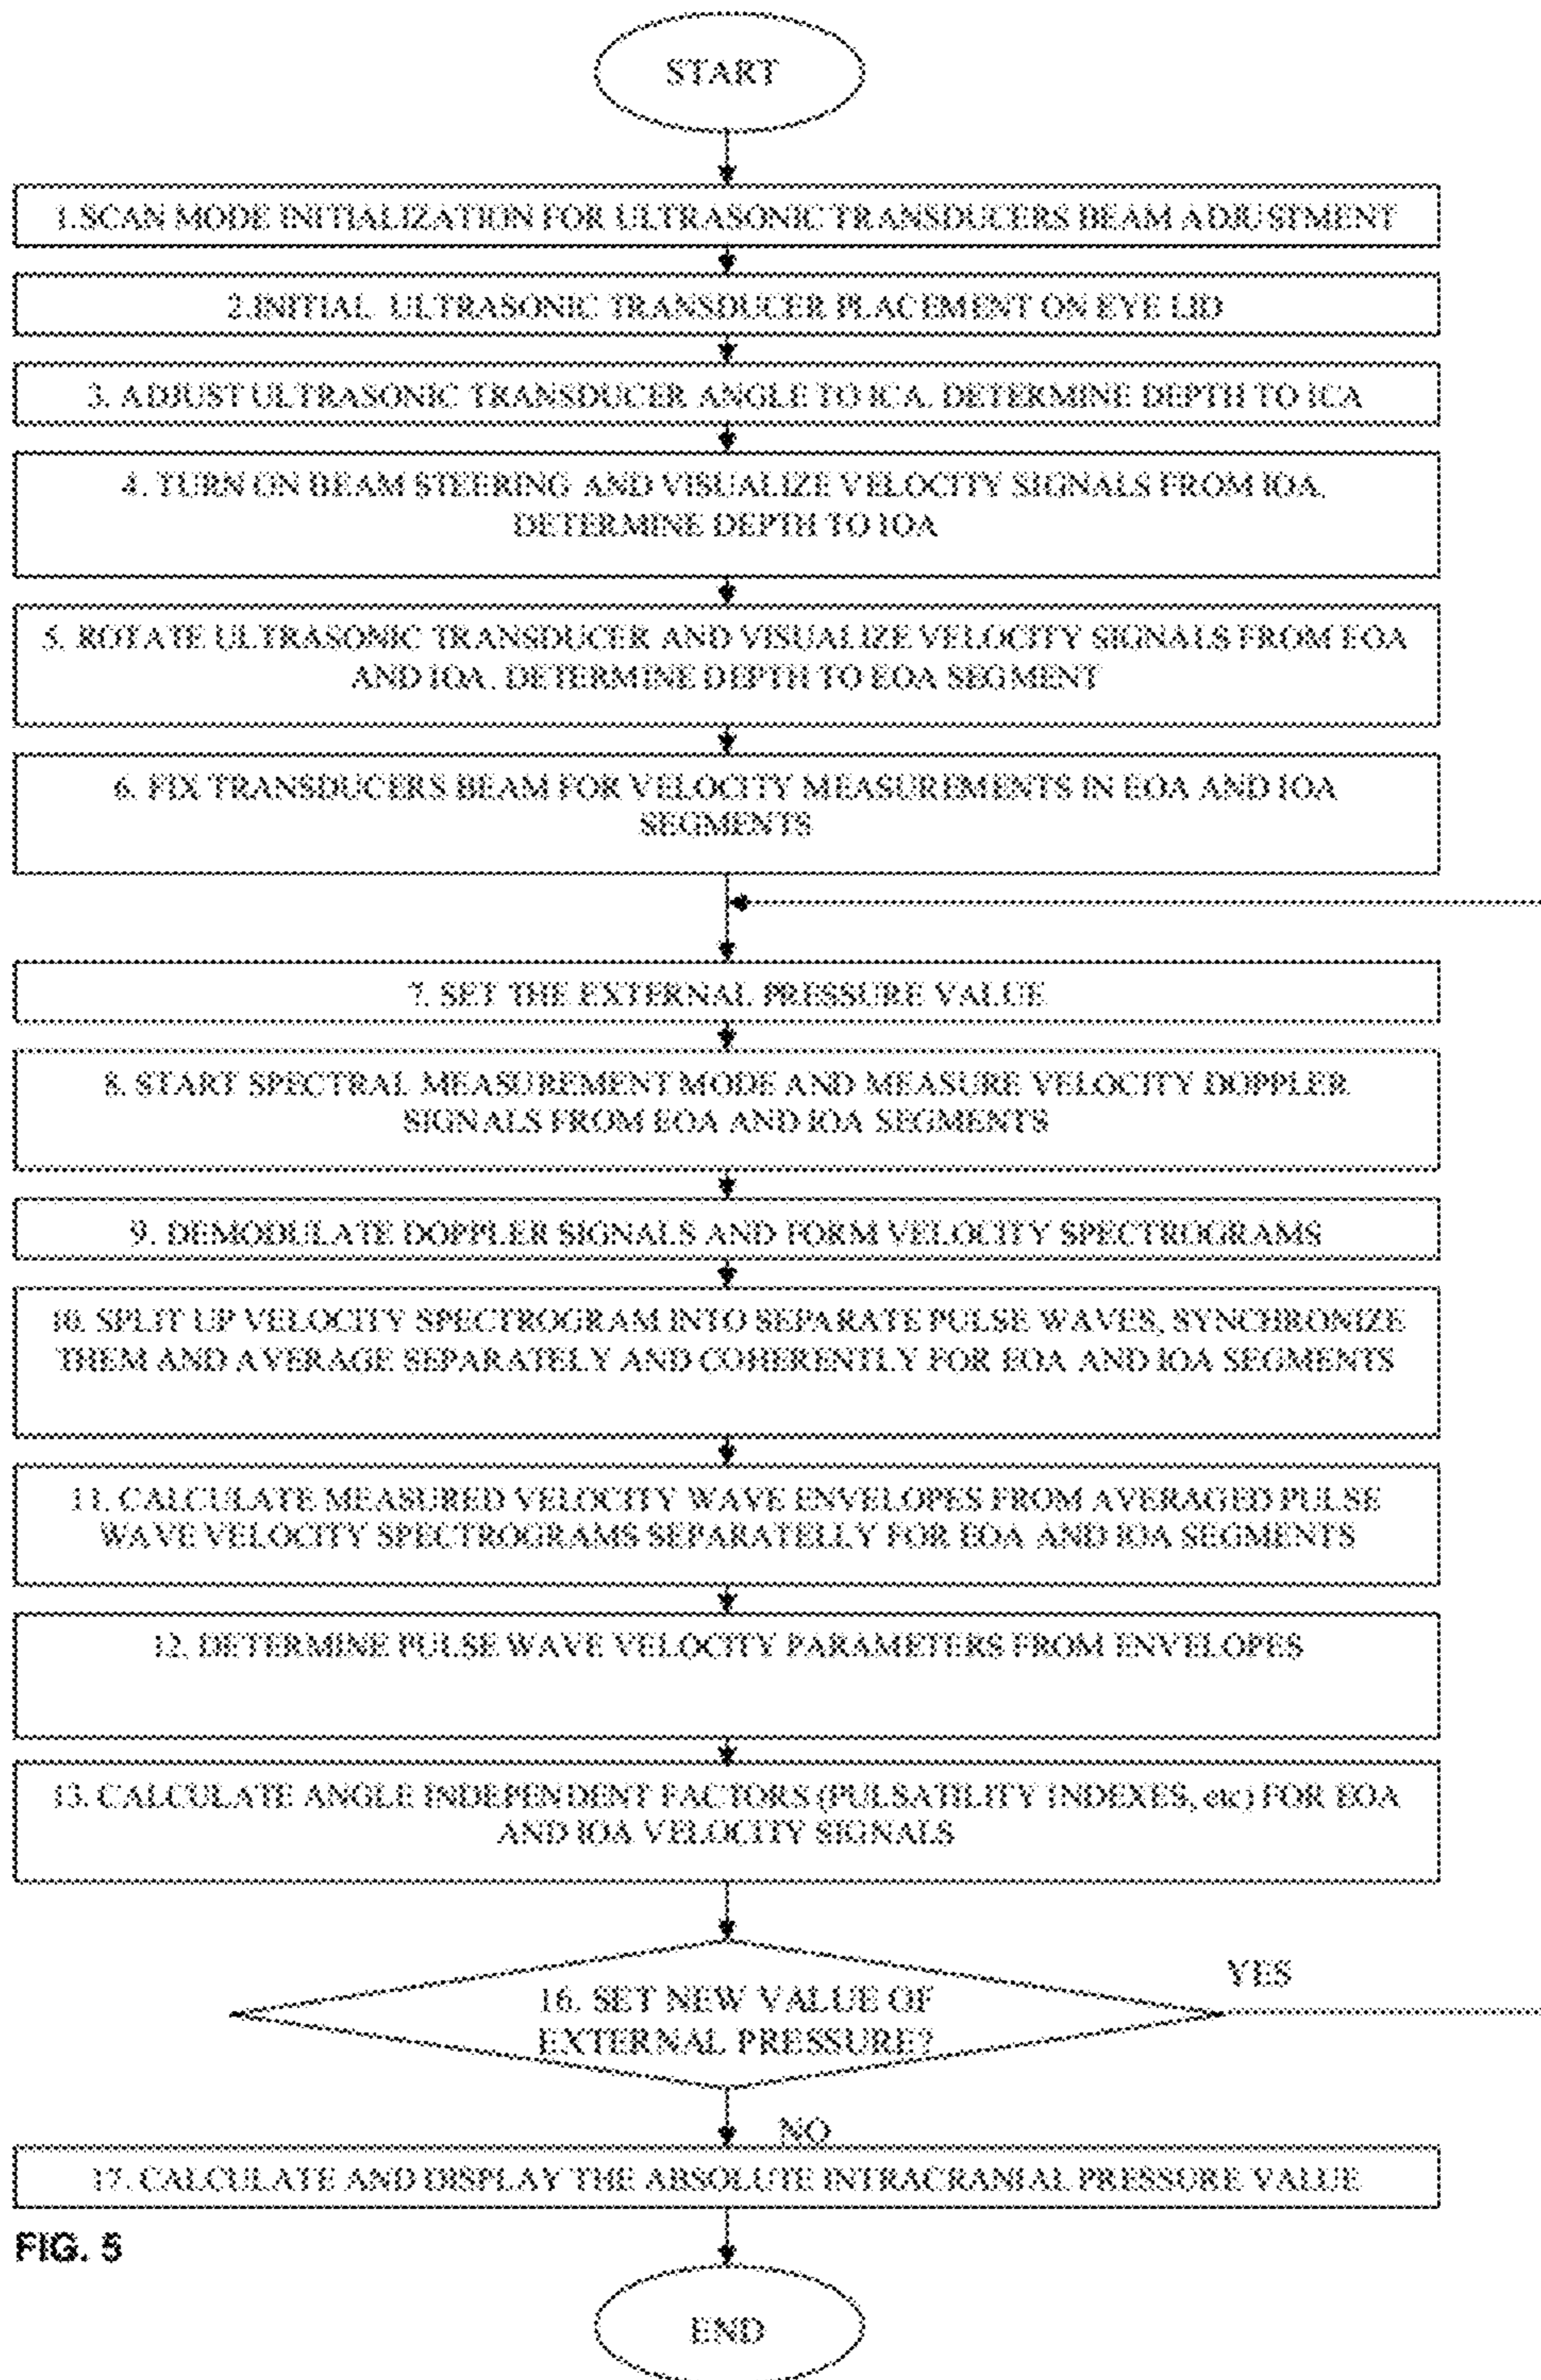 START
1.SCAN MODE INITIALIZATION FOR ULTRASONIC TRANSDUCERS BEAM ADJUSTMENT
2.INITIAL ULTRASONIC TRANSDUCER PLACEMENT ON EYE LID
3. ADJUST ULTRASONIC TRANSDUCER ANGLE TO ICA. DETERMINE DEPTH TO ICA
4. TURN ON BEAM STEERING AND VISUALIZE VELOCITY SIGNALS FROM IOA.
DETERMINE DEPTH TO IOA
5. ROTATE ULTRASONIC TRANSDUCER AND VISUALIZE VELOCITY SIGNALS FROM EOA
AND IOA. DETERMINE DEPTH TO EOA SEGMENT
6. FIX TRANSDUCERS BEAM FOR VELOCITY MEASUREMENTS IN EOA AND IOA
SEGMENTS
7. SET THE EXTERNAL PRESSURE VALUE
8. START SPECTRAL MEASUREMENT MODE AND MEASURE VELOCITY DOPPLER
SIGNALS FROM EOA AND IOA SEGMENTS
9. DEMODULATE DOPPLER SIGNALS AND FORM VELOCITY SPECTROGRAMS
10. SPLIT UP VELOCITY SPECTROGRAM INTO SEPARATE PULSE WAVES, SYNCHRONIZE
THEM AND AVERAGE SEPARATELY AND COHERENTLY FOR EOA AND IOA SEGMENTS
11. CALCULATE MEASURED VELOCITY WAVE ENVELOPES FROM AVERAGED PULSE
WAVE VELOCITY SPECTROGRAMS SEPARATELLY FOR EOA AND IOA SEGMENTS
12. DETERMINE PULSE WAVE VELOCITY PARAMETERS FROM ENVELOPES
13. CALCULATE ANGLE INDEPENDENT FACTORS (PULSATILITY INDEXES, etc) FOR EOA
AND IOA VELOCITY SIGNALS
YES
16. SET NEW VALUE OF
EXTERNAL PRESSURE?
NO
17. CALCULATE AND DISPLAY THE ABSOLUTE INTRACRANIAL PRESSURE VALUE
FIG. 5
END